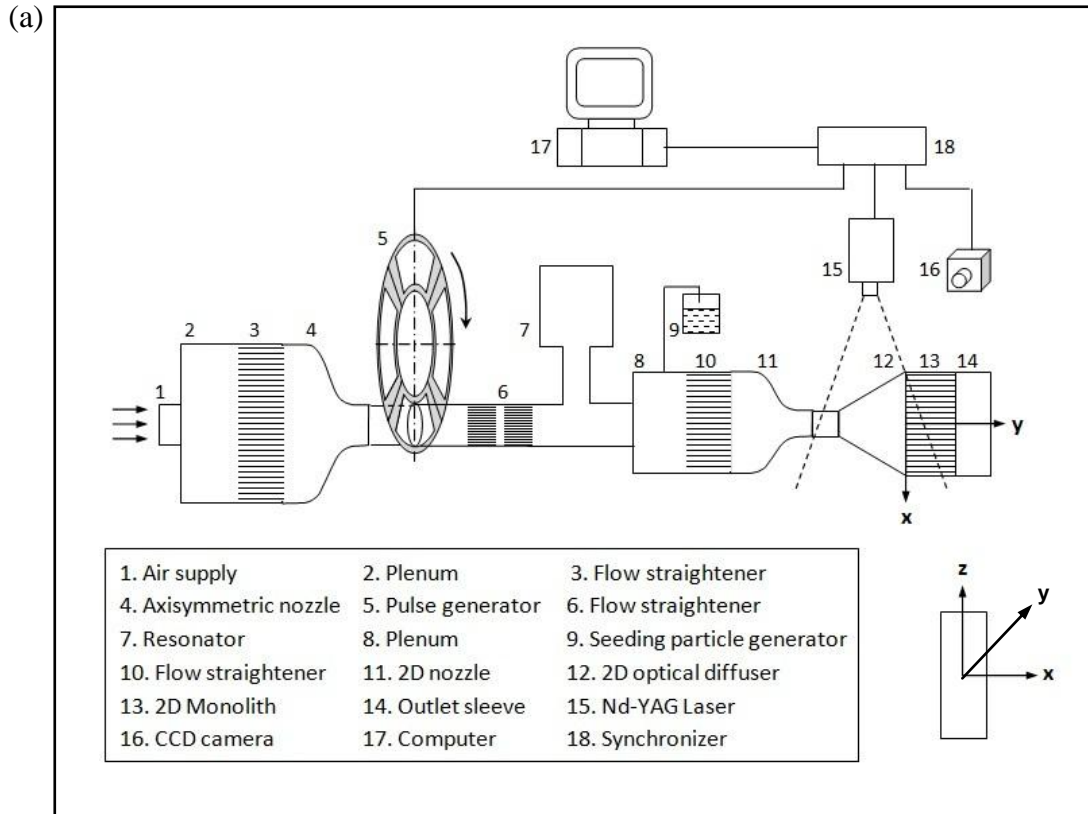 (a)
17
18
5
15
16
2
3
4
7
9
8
10
11
12
13
14
1
6
y
x
1. Air supply 2. Plenum 3. Flow straightener
4. Axisymmetric nozzle 5. Pulse generator 6. Flow straightener
7. Resonator 8. Plenum 9. Seeding particle generator
10. Flow straightener 11. 2D nozzle 12. 2D optical diffuser
13. 2D Monolith 14. Outlet sleeve 15. Nd-YAG Laser
16. CCD camera 17. Computer 18. Synchronizer
z
y
x